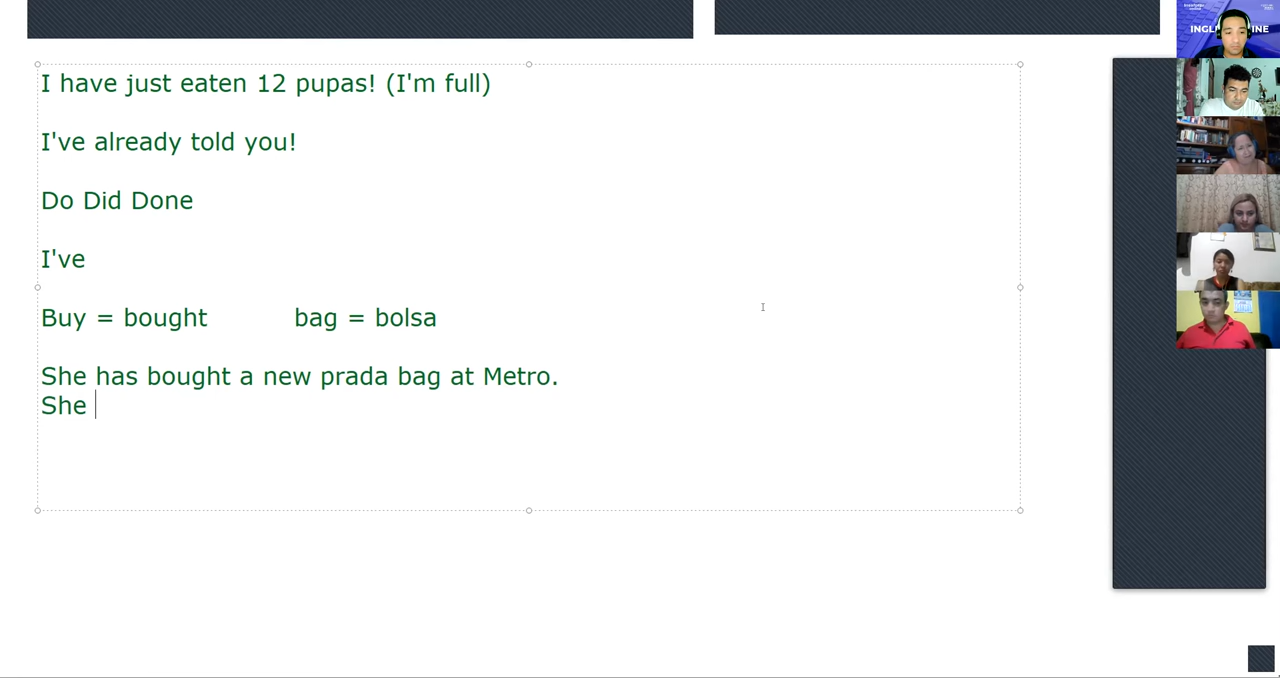 I have just eaten 12 pupas! (I'm full)
I've already told you!
Do Did Done
I've
Buy = bought bag = bolsa
She has bought a new prada bag at Metro.
She